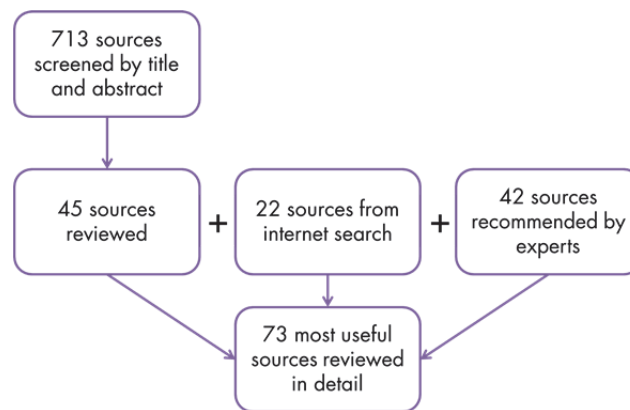 713 sources
screened by title
and abstract
45 sources
reviewed
+
22 sources from
internet search
+
42 sources
recommended by
experts
73 most useful
sources reviewed
in detail